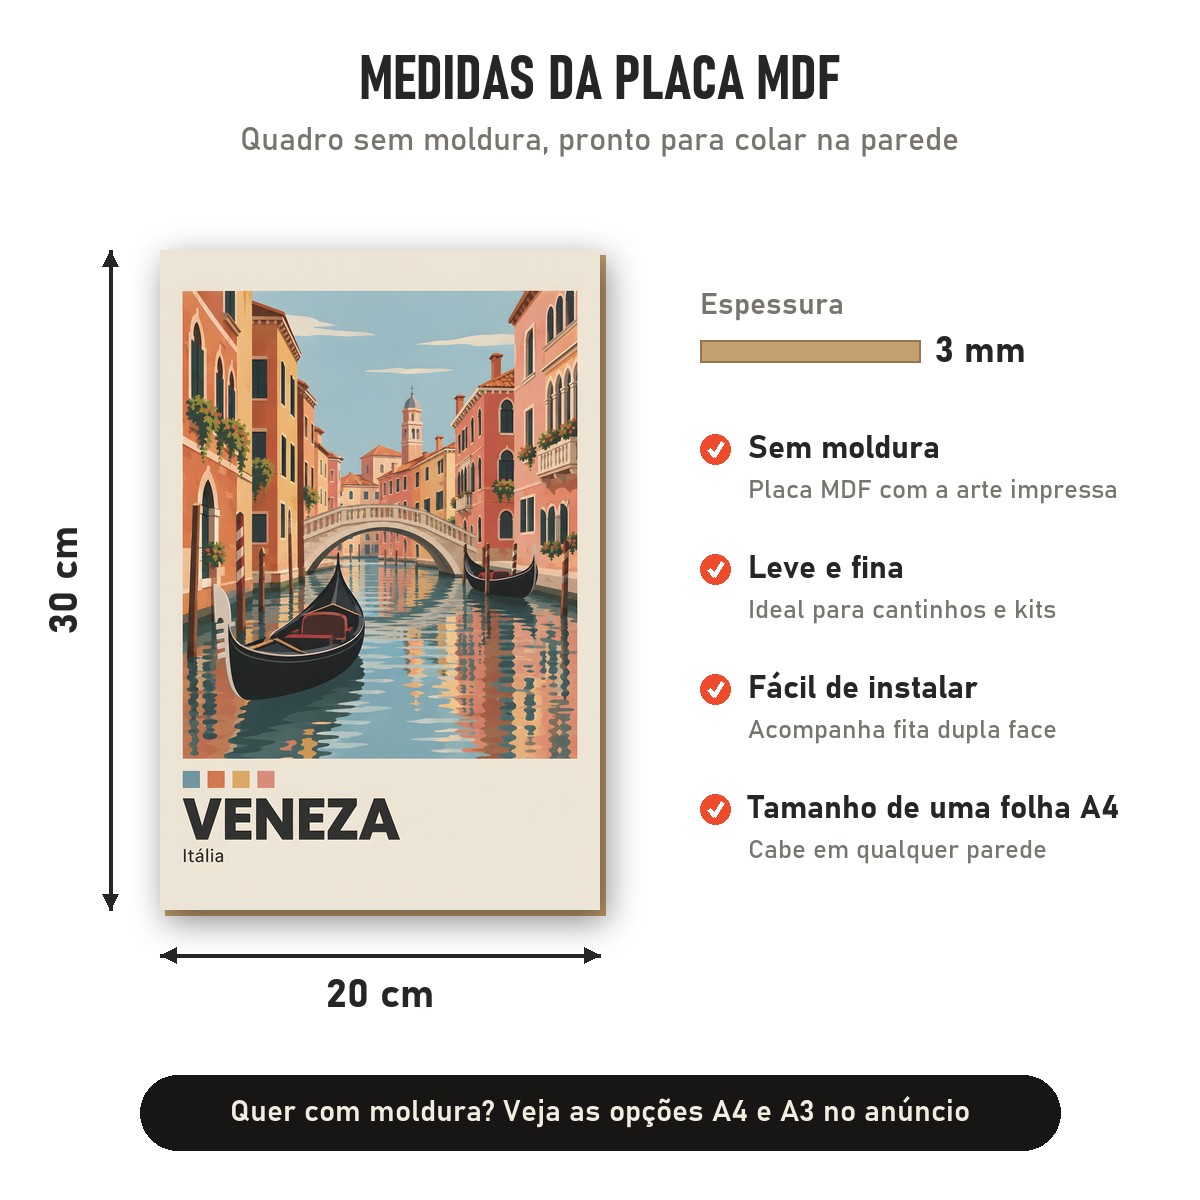 MEDIDAS DA PLACA MDF
Quadro sem moldura, pronto para colar na parede
30 cm
VENEZA
Itália
20 cm
Espessura
3 mm
Sem moldura
Placa MDF com a arte impressa
Leve e fina
Ideal para cantinhos e kits
Fácil de instalar
Acompanha fita dupla face
Tamanho de uma folha A4
Cabe em qualquer parede
Quer com moldura? Veja as opções A4 e A3 no anúncio